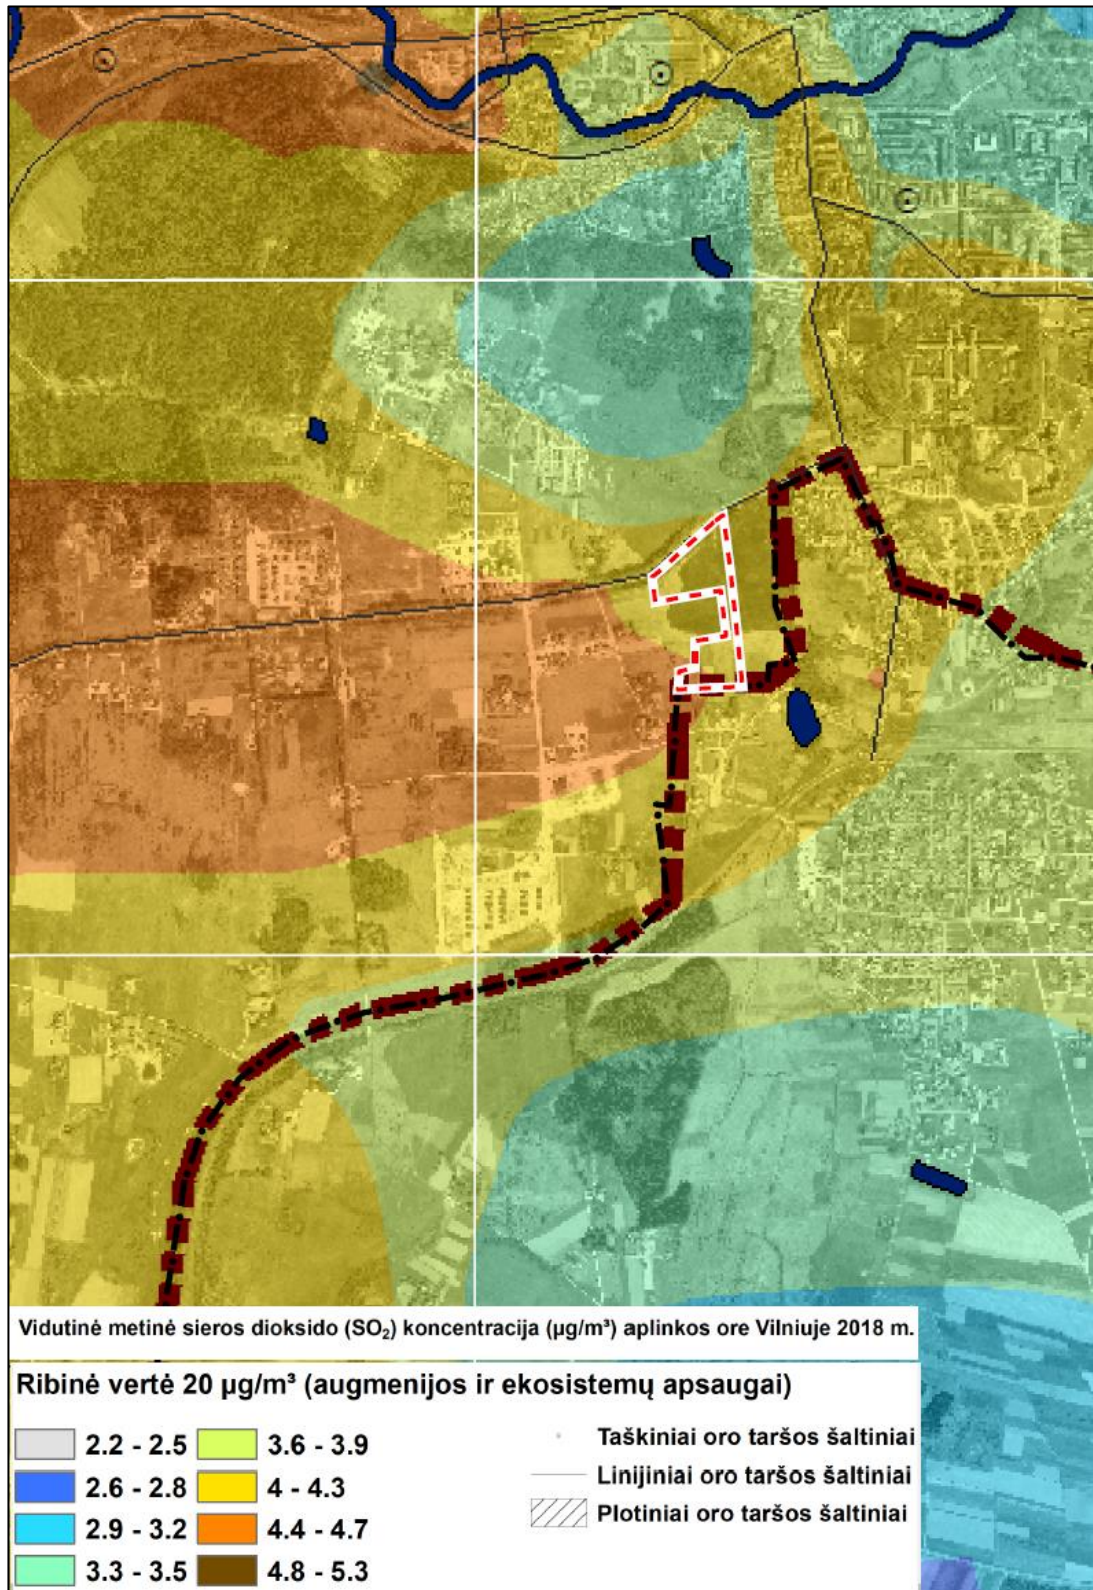 Vidutinė metinė sieros dioksido (SO₂) koncentracija (µg/m³) aplinkos ore Vilniuje 2018 m.
Ribinė vertė 20 µg/m³ (augmenijos ir ekosistemų apsaugai)
2.2 - 2.5
2.6 - 2.8
2.9 - 3.2
3.3 - 3.5
3.6 - 3.9
4 - 4.3
4.4 - 4.7
4.8 - 5.3
Taškiniai oro taršos šaltiniai
Linijiniai oro taršos šaltiniai
Plotiniai oro taršos šaltiniai